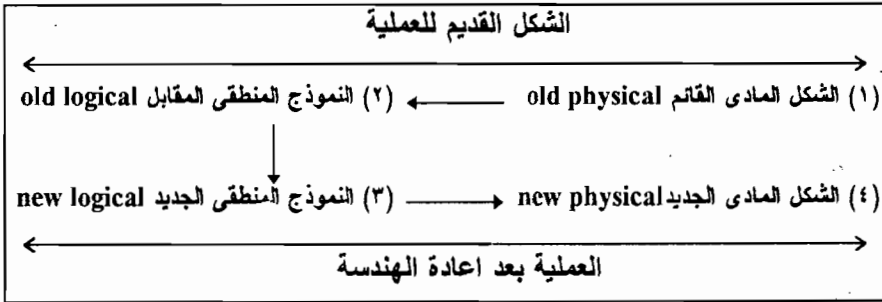 الشكل القديم للعملية
(١) الشكل المادى القائم old physical (٢) النموذج المنطقى المقابل old logical
(٤) الشكل المادى الجديد new physical (٣) النموذج المنطقى الجديد new logical
العملية بعد اعادة الهندسة